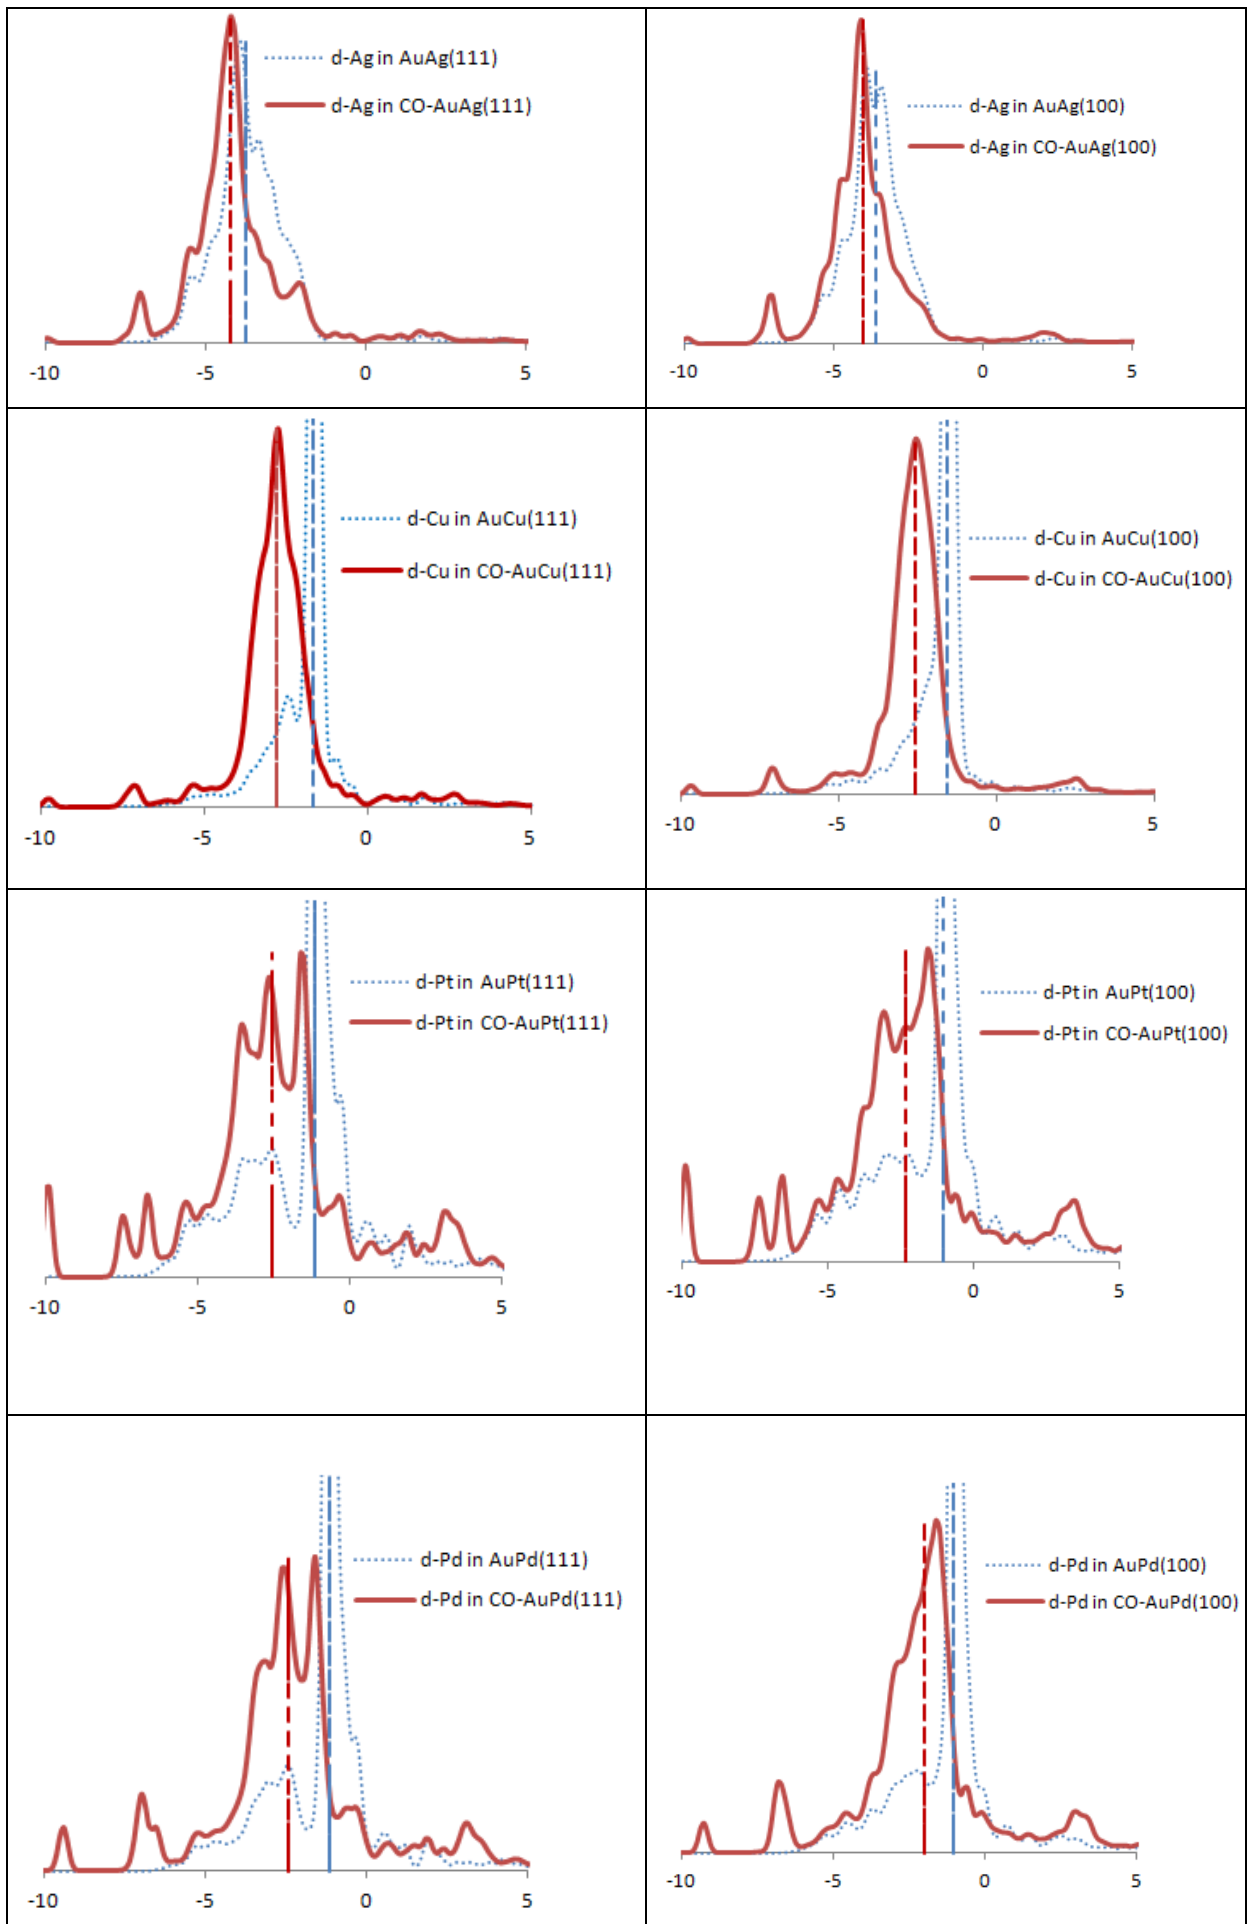 d-Ag in AuAg(111)
d-Ag in CO-AuAg(111)
-10 -5 0 5
d-Ag in AuAg(100)
d-Ag in CO-AuAg(100)
-10 -5 0 5
d-Cu in AuCu(111)
d-Cu in CO-AuCu(111)
-10 -5 0 5
d-Cu in AuCu(100)
d-Cu in CO-AuCu(100)
-10 -5 0 5
d-Pt in AuPt(111)
d-Pt in CO-AuPt(111)
-10 -5 0 5
d-Pt in AuPt(100)
d-Pt in CO-AuPt(100)
-10 -5 0 5
d-Pd in AuPd(111)
d-Pd in CO-AuPd(111)
-10 -5 0 5
d-Pd in AuPd(100)
d-Pd in CO-AuPd(100)
-10 -5 0 5